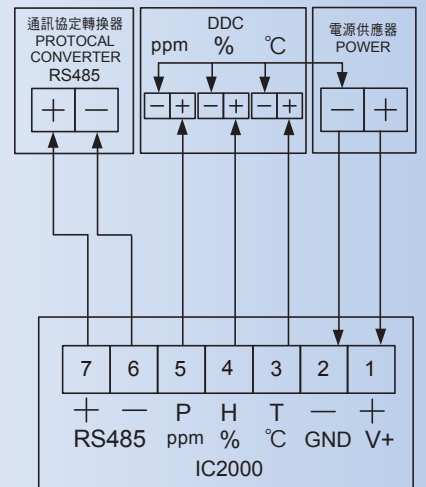 通訊協定轉換器
PROTOCAL
CONVERTER
RS485
+ −
DDC
ppm % ℃
− + − + − +
電源供應器
POWER
− +
7 6 5 4 3 2 1
+ − P H T − +
RS485 ppm % ℃ GND V+
IC2000